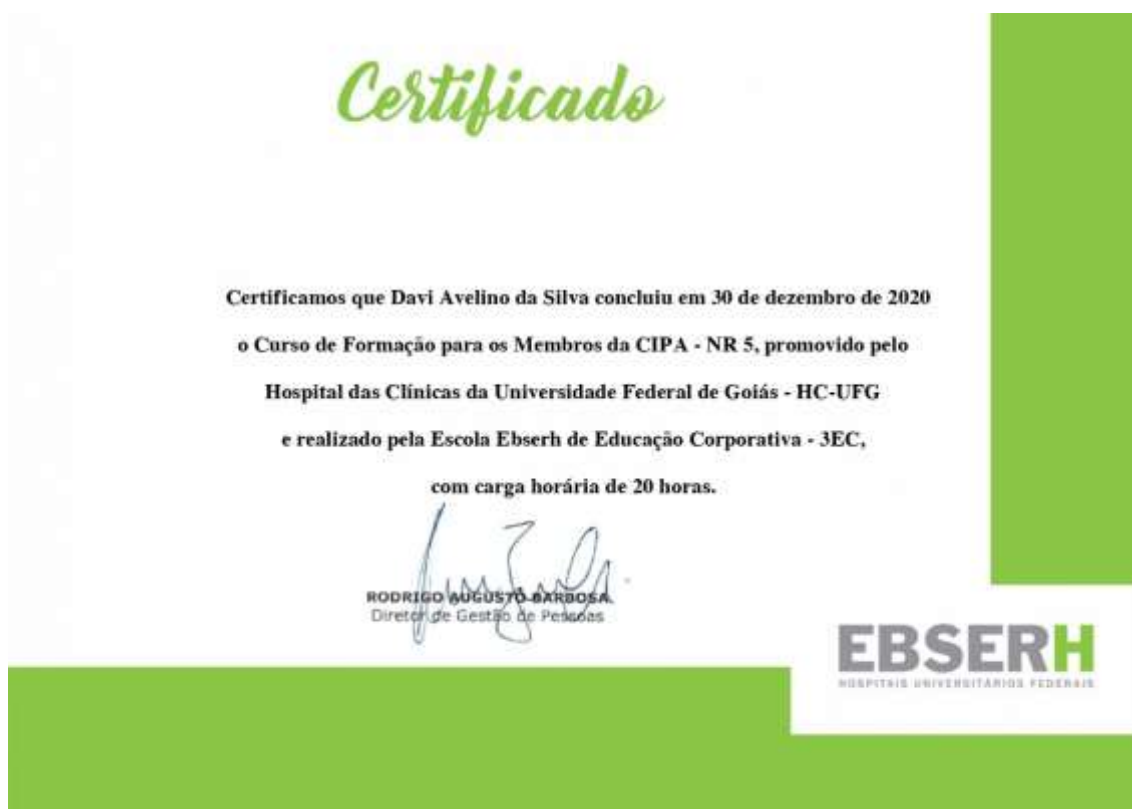 Certificado
Certificamos que Davi Avelino da Silva concluiu em 30 de dezembro de 2020
o Curso de Formação para os Membros da CIPA - NR 5, promovido pelo
Hospital das Clínicas da Universidade Federal de Goiás - HC-UFG
e realizado pela Escola Ebserh de Educação Corporativa - 3EC,
com carga horária de 20 horas.
RODRIGO AUGUSTO BARBOSA
Diretor de Gestão de Pessoas
EBSERH
HOSPITAIS UNIVERSITÁRIOS FEDERAIS